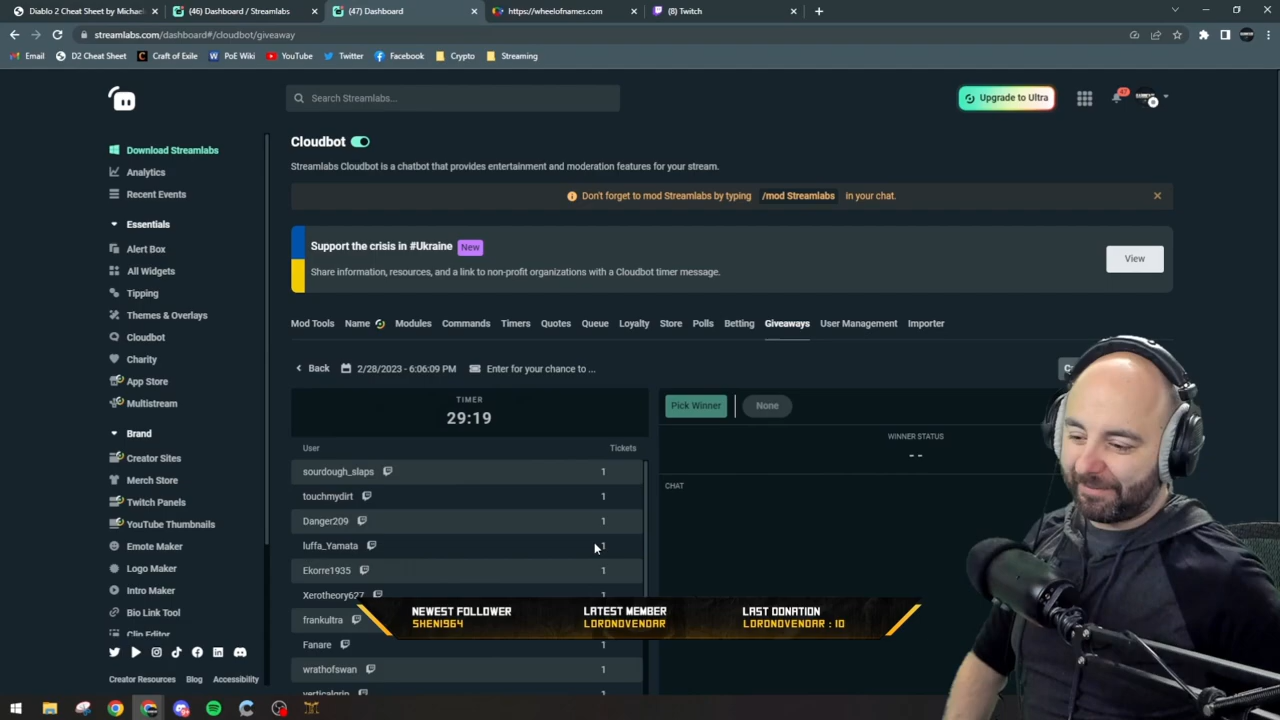 Diablo 2 Cheat Sheet by Michael
(46) Dashboard / Streamlabs
(47) Dashboard
https://wheelofnames.com
(8) Twitch
streamlabs.com/dashboard#/cloudbot/giveaway
Email
D2 Cheat Sheet
Craft of Exile
PoE Wiki
YouTube
Twitter
Facebook
Crypto
Streaming
Search Streamlabs...
Upgrade to Ultra
47
Download Streamlabs
Analytics
Recent Events
Essentials
Alert Box
All Widgets
Tipping
Themes & Overlays
Cloudbot
Charity
App Store
Multistream
Brand
Creator Sites
Merch Store
Twitch Panels
YouTube Thumbnails
Emote Maker
Logo Maker
Intro Maker
Bio Link Tool
Clip Editor
Creator Resources Blog Accessibility
Cloudbot
Streamlabs Cloudbot is a chatbot that provides entertainment and moderation features for your stream.
Don't forget to mod Streamlabs by typing /mod Streamlabs in your chat.
Support the crisis in #Ukraine New
Share information, resources, and a link to non-profit organizations with a Cloudbot timer message.
View
Mod Tools Name Modules Commands Timers Quotes Queue Loyalty Store Polls Betting Giveaways User Management Importer
Back 2/28/2023 - 6:06:09 PM Enter for your chance to ...
TIMER
29:19
User Tickets
sourdough_slaps 1
touchmydirt 1
Danger209 1
luffa_Yamata 1
Ekorre1935 1
Xerotheory627 1
frankultra
Fanare 1
wrathofswan 1
verticalgrip
Pick Winner
None
WINNER STATUS
- -
CHAT
NEWEST FOLLOWER
SHEN1964
LATEST MEMBER
LORDNOVENDAR
LAST DONATION
LORDNOVENDAR : 10